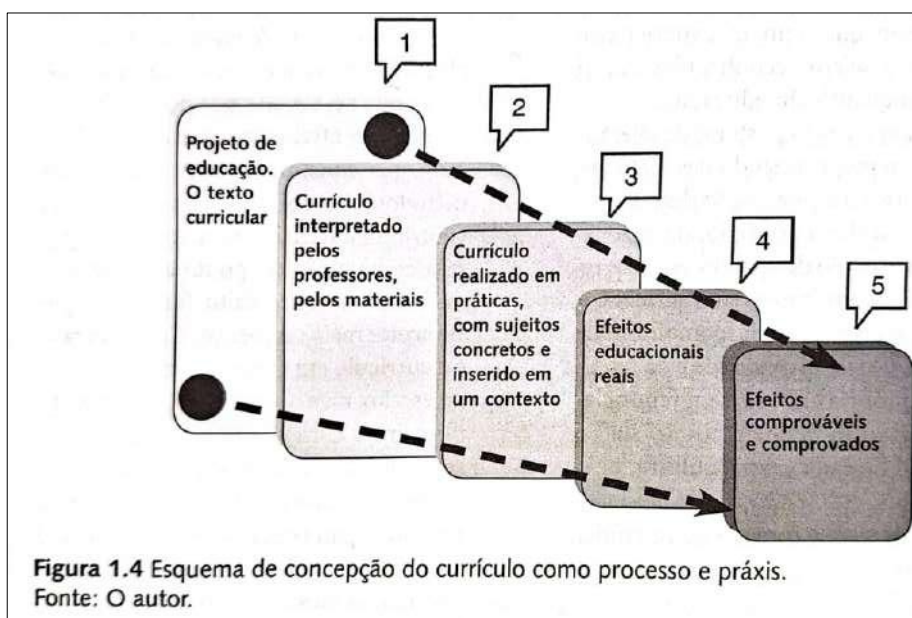 1
2
3
4
5
Projeto de
educação.
O texto
curricular
Currículo
interpretado
pelos
professores,
pelos materiais
Currículo
realizado em
práticas,
com sujeitos
concretos e
inserido em
um contexto
Efeitos
educacionais
reais
Efeitos
comprováveis
e comprovados
Figura 1.4 Esquema de concepção do currículo como processo e práxis.
Fonte: O autor.